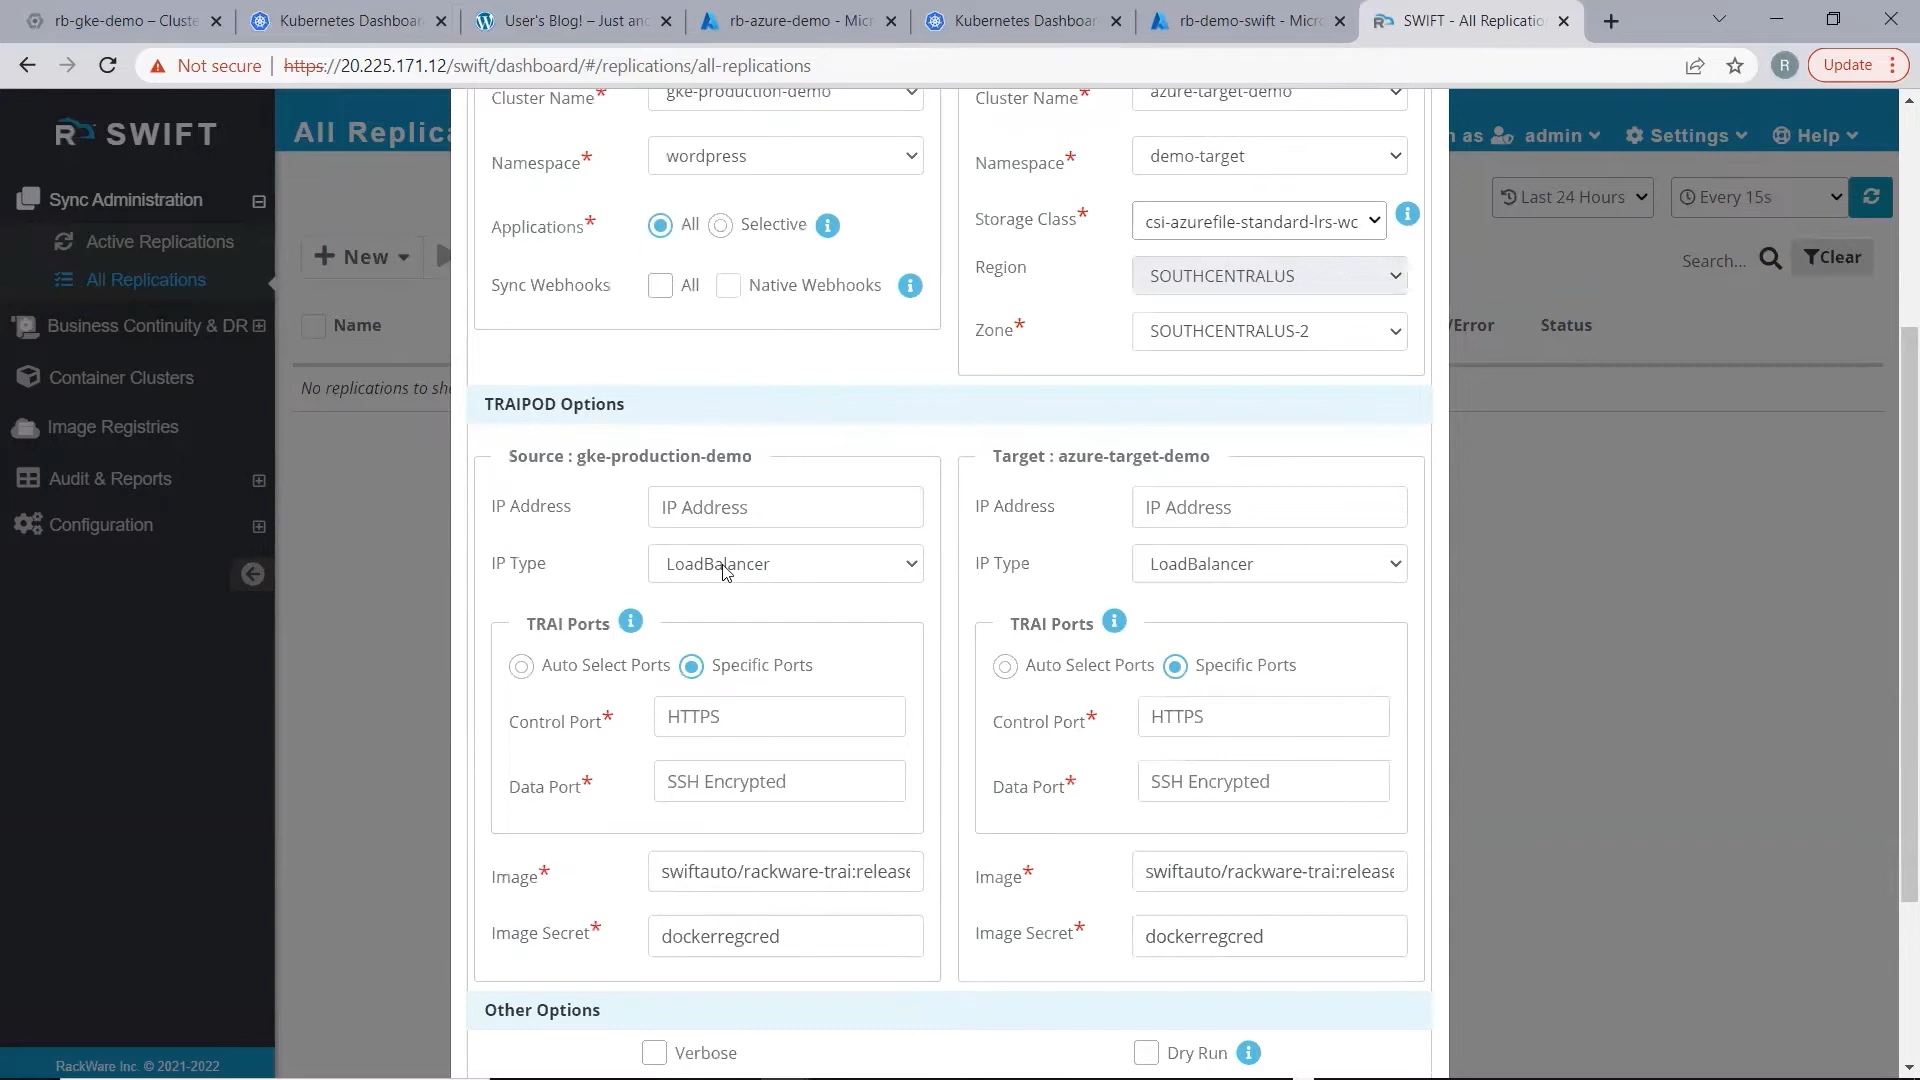 rb-gke-demo – Cluste
Kubernetes Dashboar
User's Blog! – Just an
rb-azure-demo - Micr
Kubernetes Dashboar
rb-demo-swift - Micro
SWIFT - All Replicatio
Not secure
https://20.225.171.12/swift/dashboard/#/replications/all-replications
R
Update
SWIFT
All Replica
n as admin
Settings
Help
Sync Administration
Active Replications
All Replications
Business Continuity & DR
Container Clusters
Image Registries
Audit & Reports
Configuration
RackWare Inc. © 2021-2022
New
Name
No replications to sh
Last 24 Hours
Every 15s
Search...
Clear
/Error
Status
Cluster Name*
gke-production-demo
Namespace*
wordpress
Applications*
All
Selective
Sync Webhooks
All
Native Webhooks
Cluster Name*
azure-target-demo
Namespace*
demo-target
Storage Class*
csi-azurefile-standard-lrs-wc
Region
SOUTHCENTRALUS
Zone*
SOUTHCENTRALUS-2
TRAIPOD Options
Source : gke-production-demo
IP Address
IP Address
IP Type
LoadBalancer
TRAI Ports
Auto Select Ports
Specific Ports
Control Port*
HTTPS
Data Port*
SSH Encrypted
Image*
swiftauto/rackware-trai:release
Image Secret*
dockerregcred
Target : azure-target-demo
IP Address
IP Address
IP Type
LoadBalancer
TRAI Ports
Auto Select Ports
Specific Ports
Control Port*
HTTPS
Data Port*
SSH Encrypted
Image*
swiftauto/rackware-trai:release
Image Secret*
dockerregcred
Other Options
Verbose
Dry Run